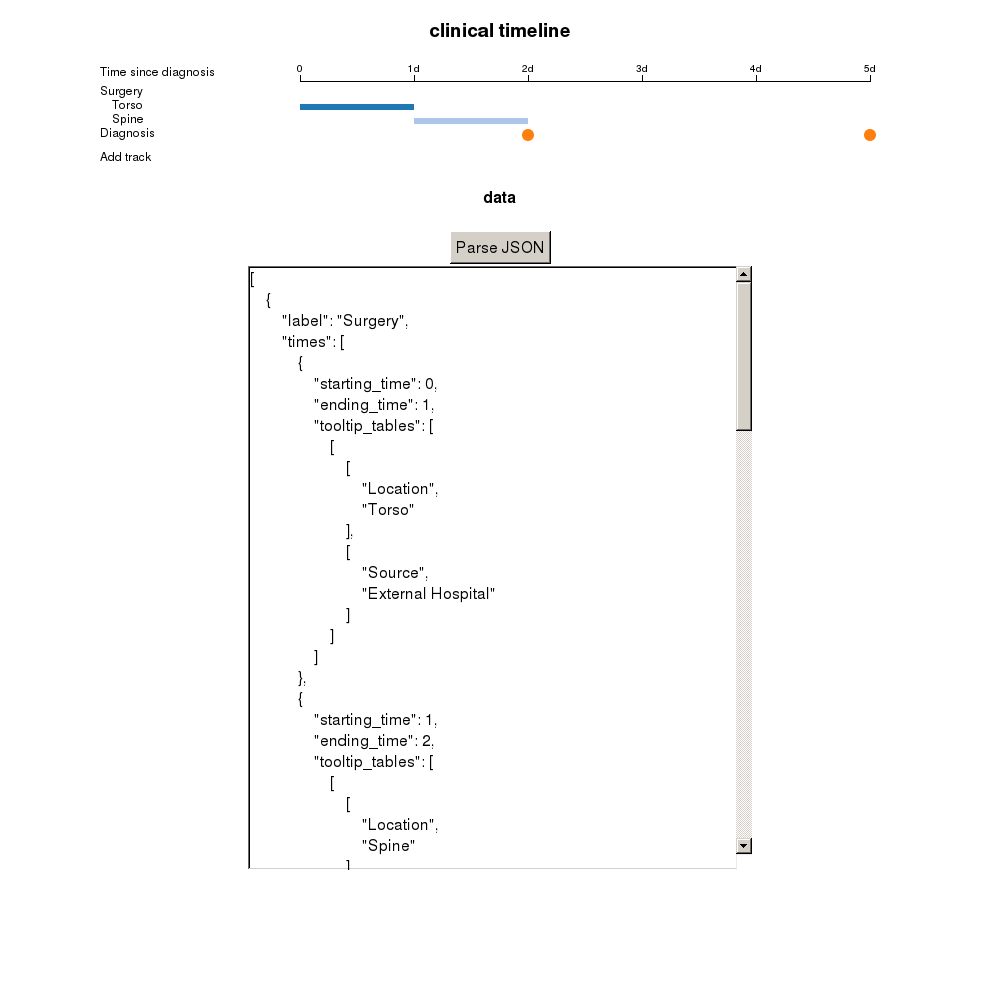 clinical timeline
Time since diagnosis
0 1d 2d 3d 4d 5d
Surgery
Torso
Spine
Diagnosis
Add track
data
Parse JSON
[
{
"label": "Surgery",
"times": [
{
"starting_time": 0,
"ending_time": 1,
"tooltip_tables": [
[
[
"Location",
"Torso"
],
[
"Source",
"External Hospital"
]
]
]
},
{
"starting_time": 1,
"ending_time": 2,
"tooltip_tables": [
[
[
"Location",
"Spine"
]